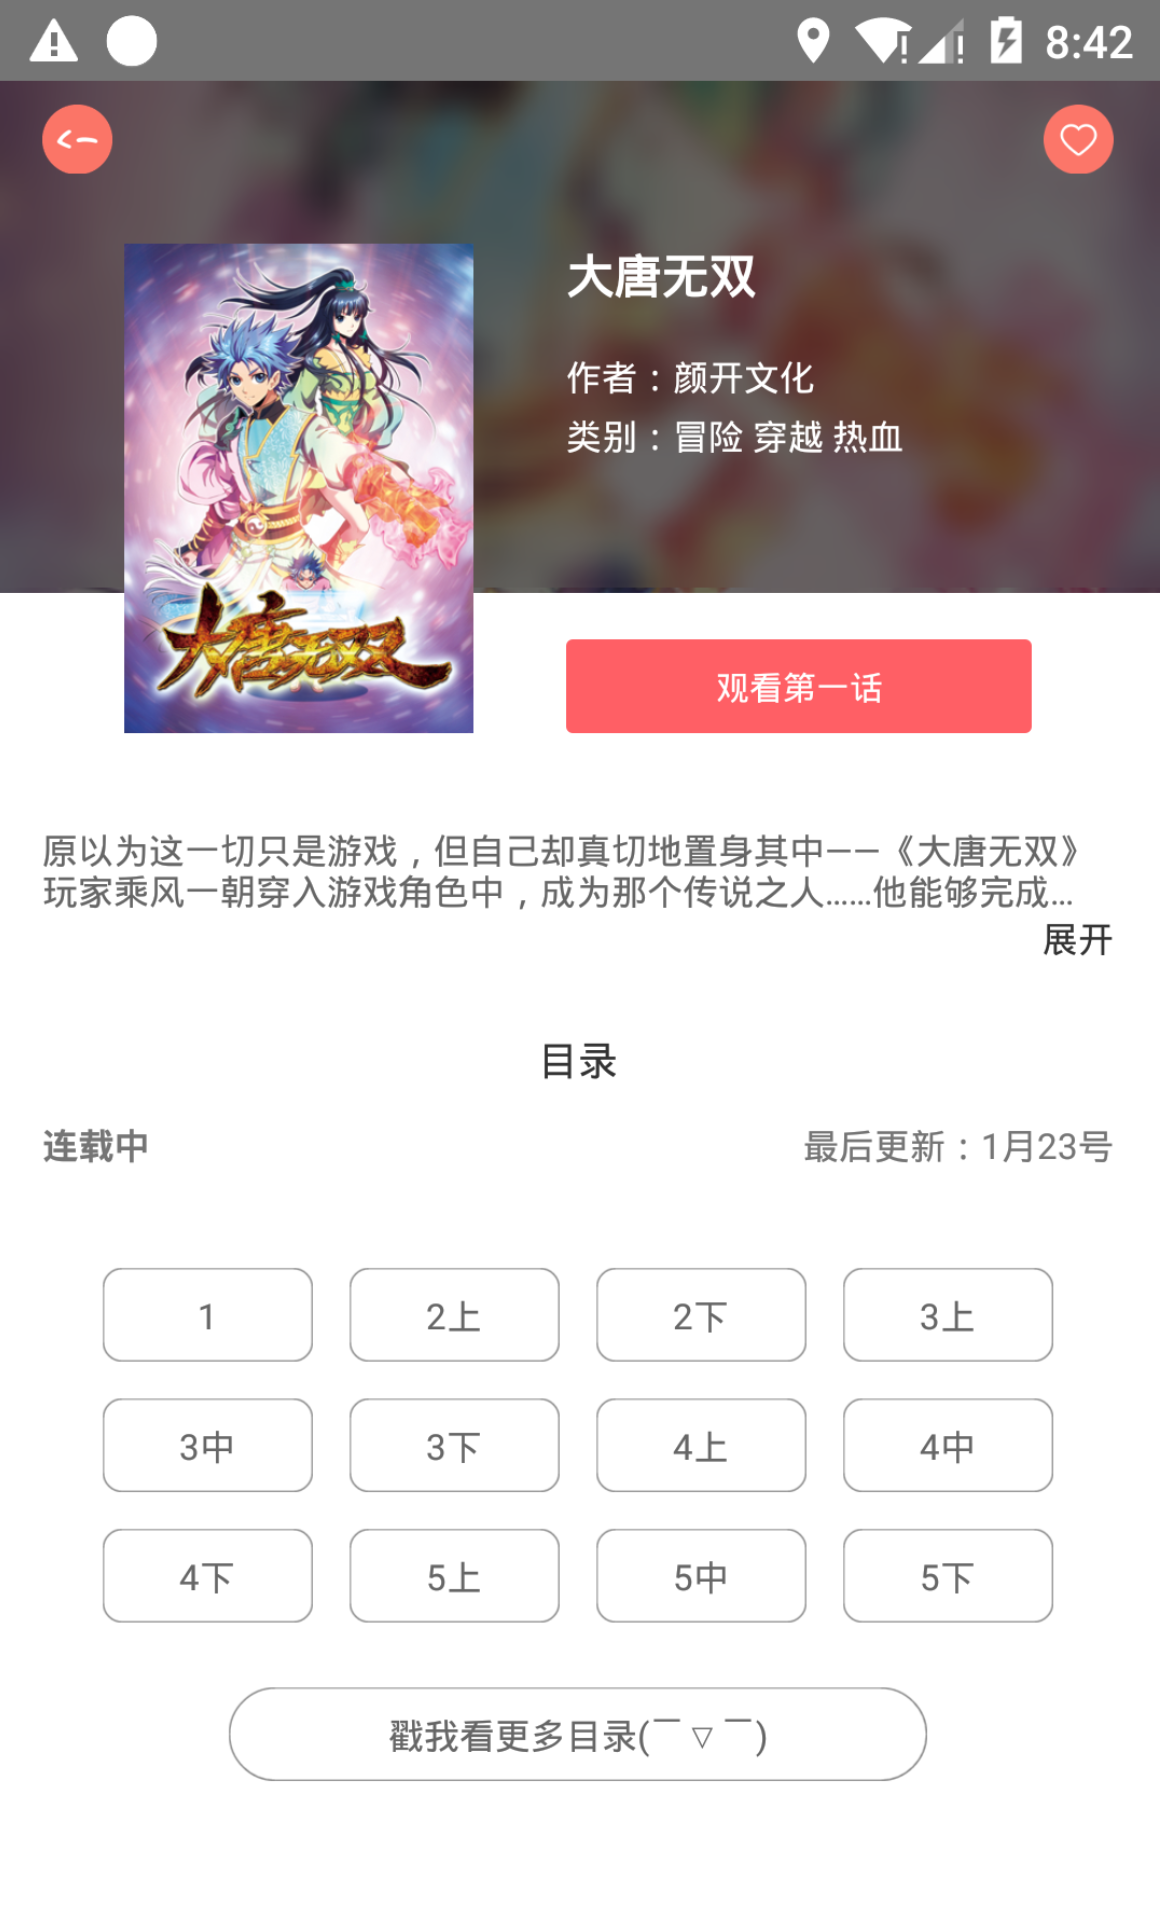 8:42
大唐无双
作者：颜开文化
类别：冒险 穿越 热血
大唐无双
观看第一话
原以为这一切只是游戏，但自己却真切地置身其中——《大唐无双》
玩家乘风一朝穿入游戏角色中，成为那个传说之人……他能够完成...
展开
目录
连载中
最后更新：1月23号
1
2上
2下
3上
3中
3下
4上
4中
4下
5上
5中
5下
戳我看更多目录(￣▽￣)